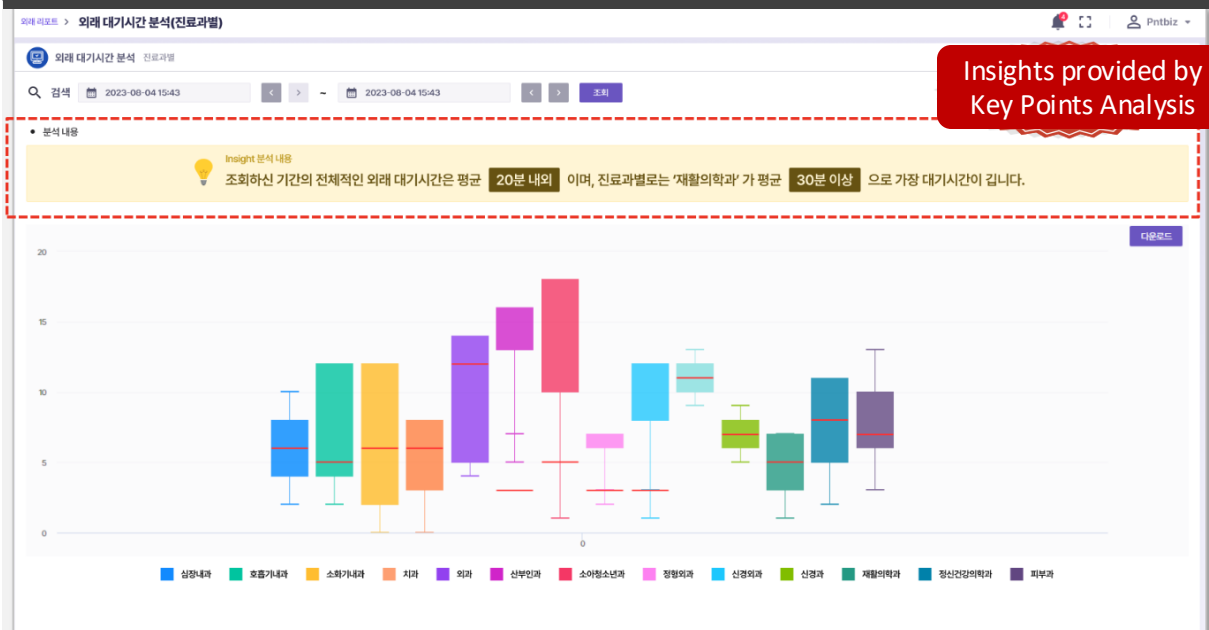 외래 리포트 > 외래 대기시간 분석(진료과별)
4
Pntbiz
외래 대기시간 분석 진료과별
Insights provided by
Key Points Analysis
검색 2023-08-04 15:43 < > ~ 2023-08-04 15:43 < > 조회
• 분석 내용
Insight 분석 내용
조회하신 기간의 전체적인 외래 대기시간은 평균 20분 내외 이며, 진료과별로는 ‘재활의학과’ 가 평균 30분 이상 으로 가장 대기시간이 깁니다.
다운로드
20
15
10
5
0
0
심장내과 호흡기내과 소화기내과 치과 외과 산부인과 소아청소년과 정형외과 신경외과 신경과 재활의학과 정신건강의학과 피부과